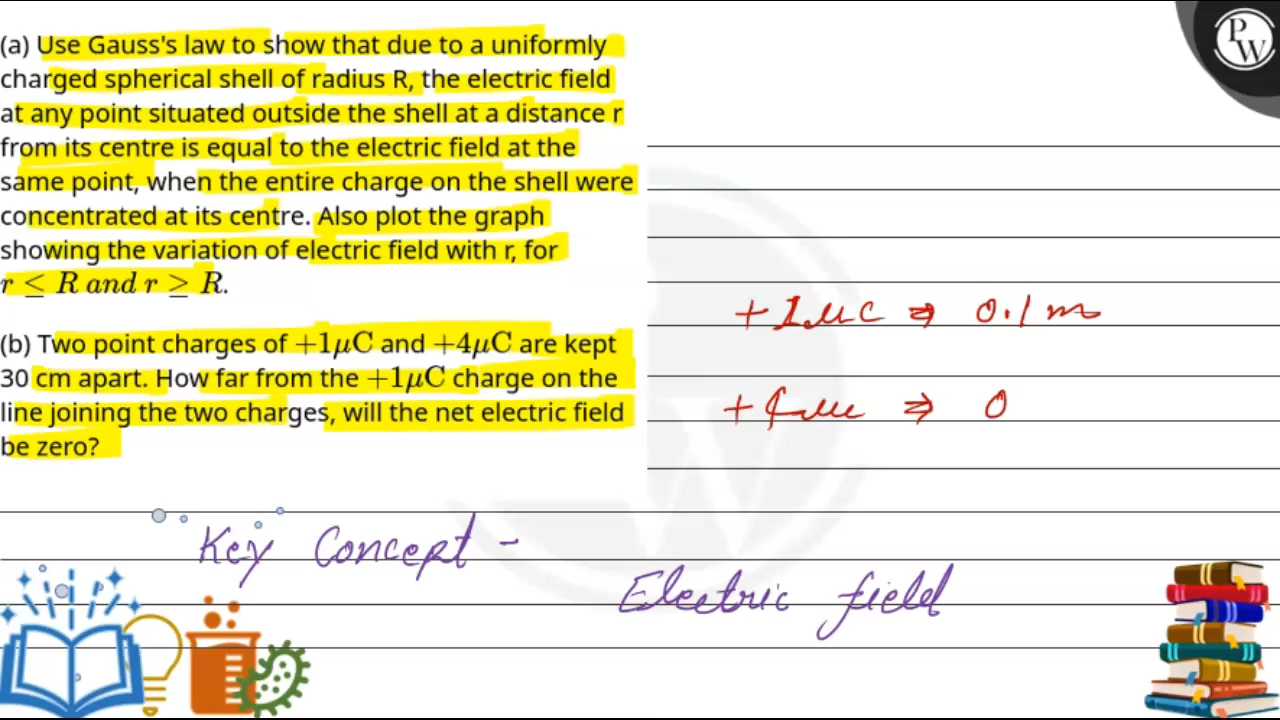 (a) Use Gauss's law to show that due to a uniformly
charged spherical shell of radius R, the electric field
at any point situated outside the shell at a distance r
from its centre is equal to the electric field at the
same point, when the entire charge on the shell were
concentrated at its centre. Also plot the graph
showing the variation of electric field with r, for
r ≤ R and r ≥ R.
(b) Two point charges of +1μC and +4μC are kept
30 cm apart. How far from the +1μC charge on the
line joining the two charges, will the net electric field
be zero?
PW
+1μC ⇒ 0.1 m
+4μC ⇒ 0
Key Concept -
Electric field